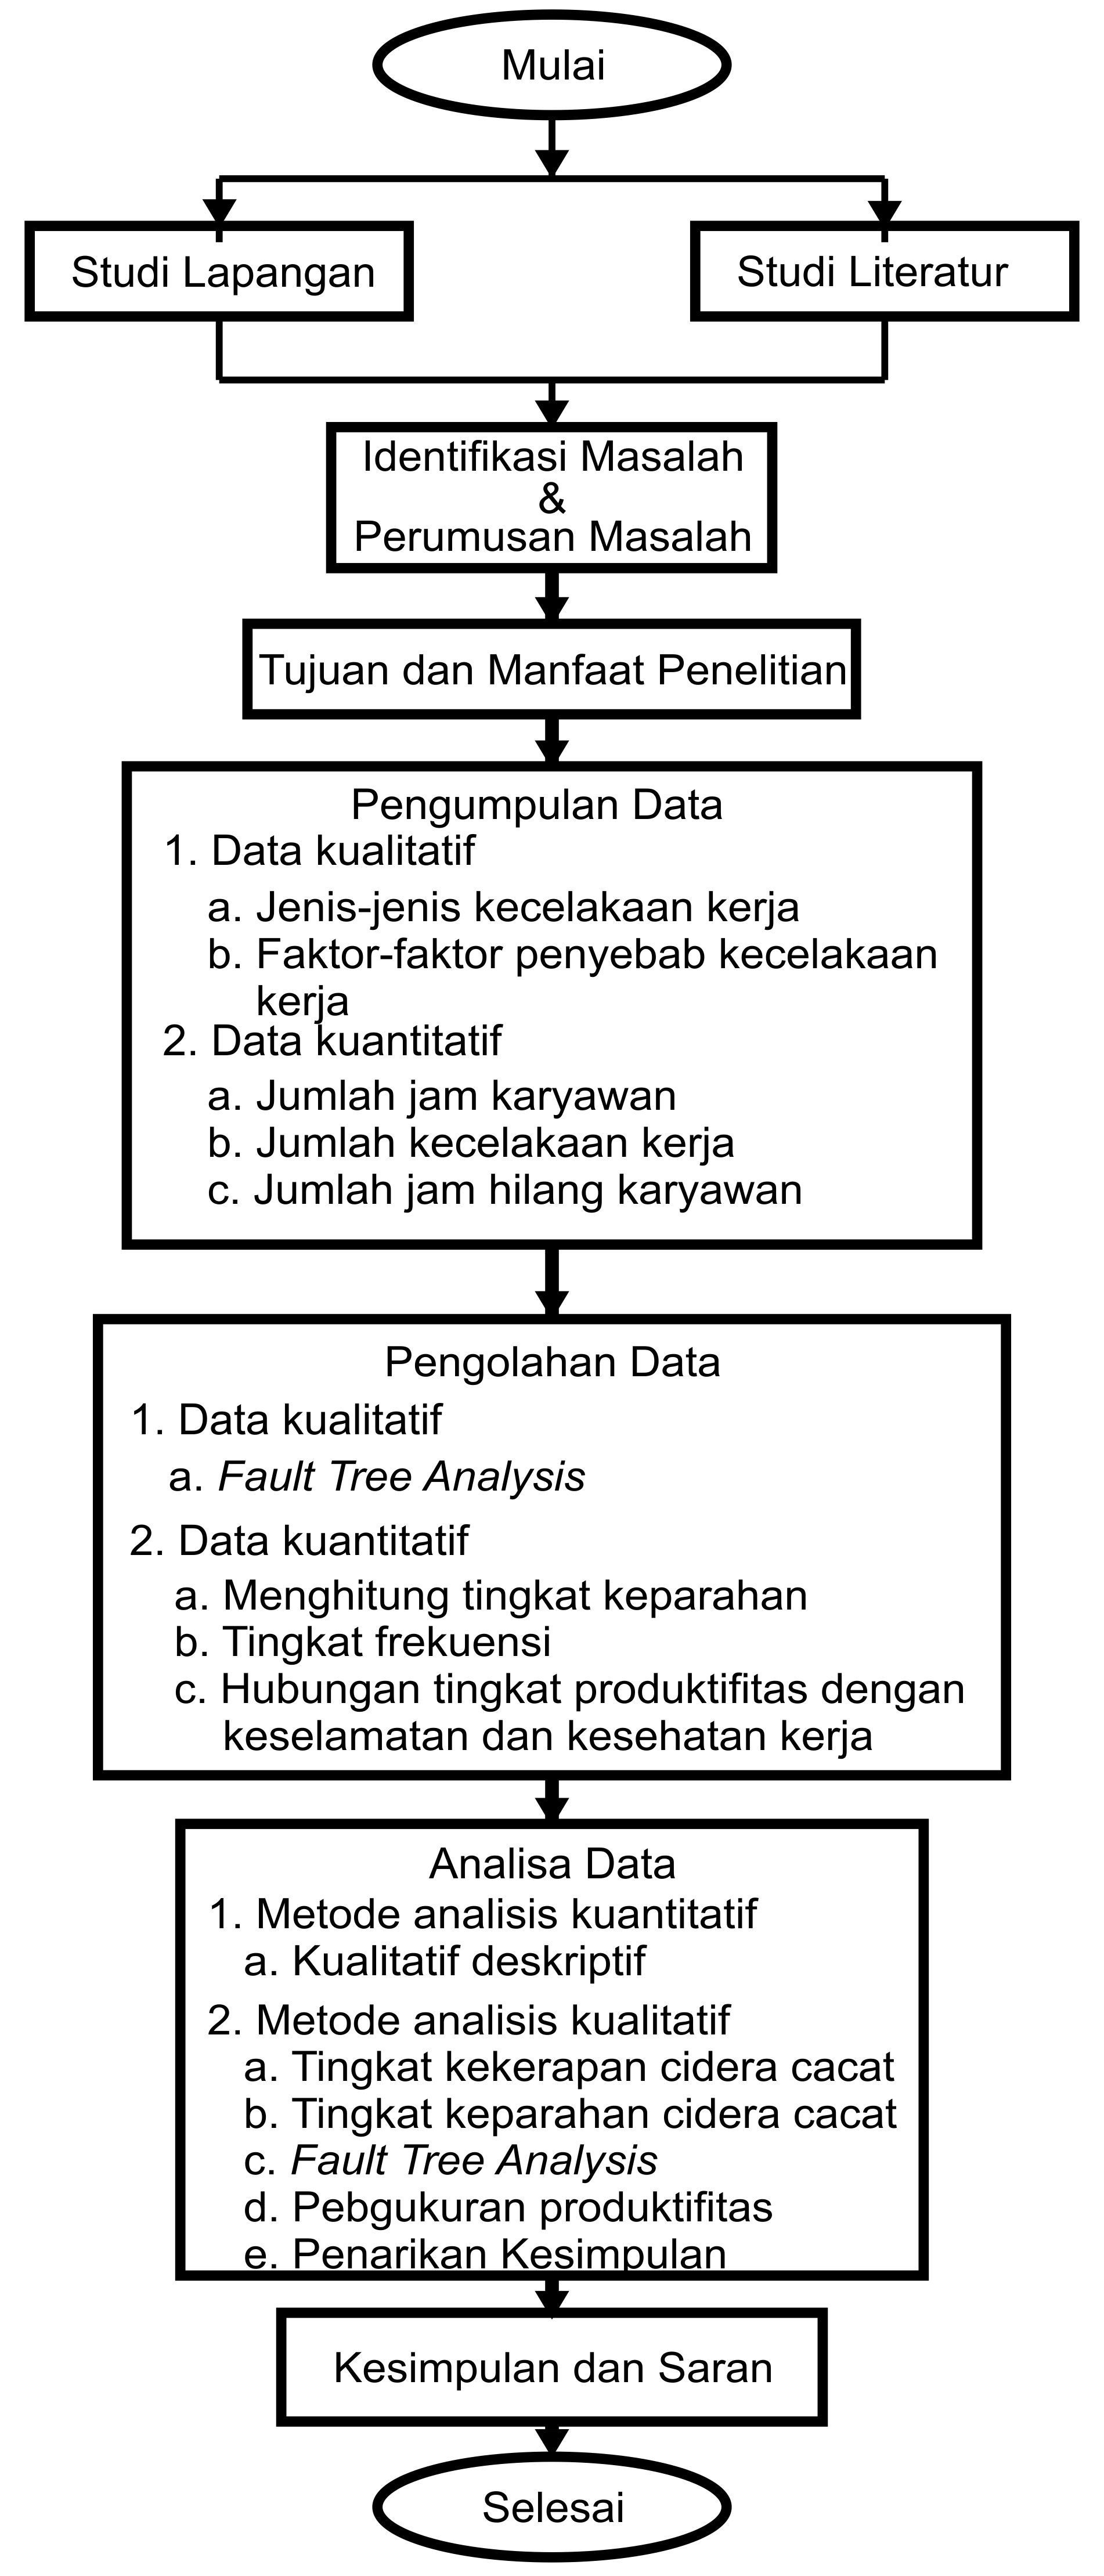 Mulai
Studi Lapangan
Studi Literatur
Identifikasi Masalah
&
Perumusan Masalah
Tujuan dan Manfaat Penelitian
Pengumpulan Data
1. Data kualitatif
a. Jenis-jenis kecelakaan kerja
b. Faktor-faktor penyebab kecelakaan
kerja
2. Data kuantitatif
a. Jumlah jam karyawan
b. Jumlah kecelakaan kerja
c. Jumlah jam hilang karyawan
Pengolahan Data
1. Data kualitatif
a. Fault Tree Analysis
2. Data kuantitatif
a. Menghitung tingkat keparahan
b. Tingkat frekuensi
c. Hubungan tingkat produktifitas dengan
keselamatan dan kesehatan kerja
Analisa Data
1. Metode analisis kuantitatif
a. Kualitatif deskriptif
2. Metode analisis kualitatif
a. Tingkat kekerapan cidera cacat
b. Tingkat keparahan cidera cacat
c. Fault Tree Analysis
d. Pebgukuran produktifitas
e. Penarikan Kesimpulan
Kesimpulan dan Saran
Selesai